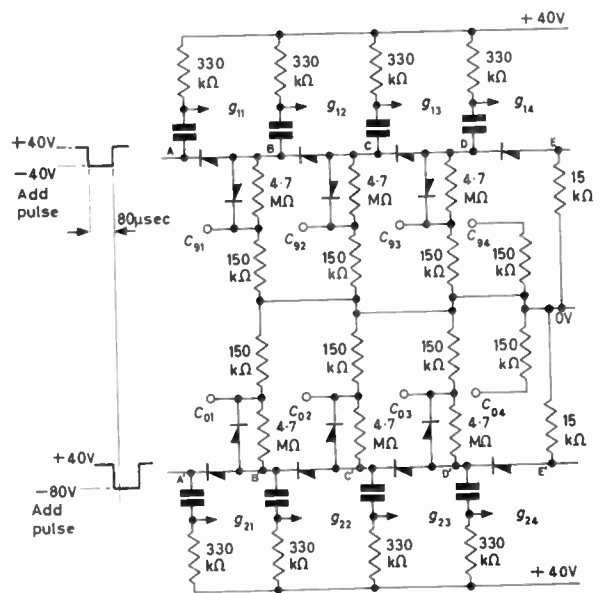 +40V
330 kΩ
330 kΩ
330 kΩ
330 kΩ
g11
g12
g13
g14
A
B
C
D
E
+40V
-40V
Add pulse
80μsec
4·7 MΩ
4·7 MΩ
4·7 MΩ
15 kΩ
C91
C92
C93
C94
150 kΩ
150 kΩ
150 kΩ
150 kΩ
0V
150 kΩ
150 kΩ
150 kΩ
150 kΩ
C01
C02
C03
C04
4·7 MΩ
4·7 MΩ
4·7 MΩ
15 kΩ
+40V
-80V
Add pulse
A'
B'
C'
D'
E'
g21
g22
g23
g24
330 kΩ
330 kΩ
330 kΩ
330 kΩ
+40V